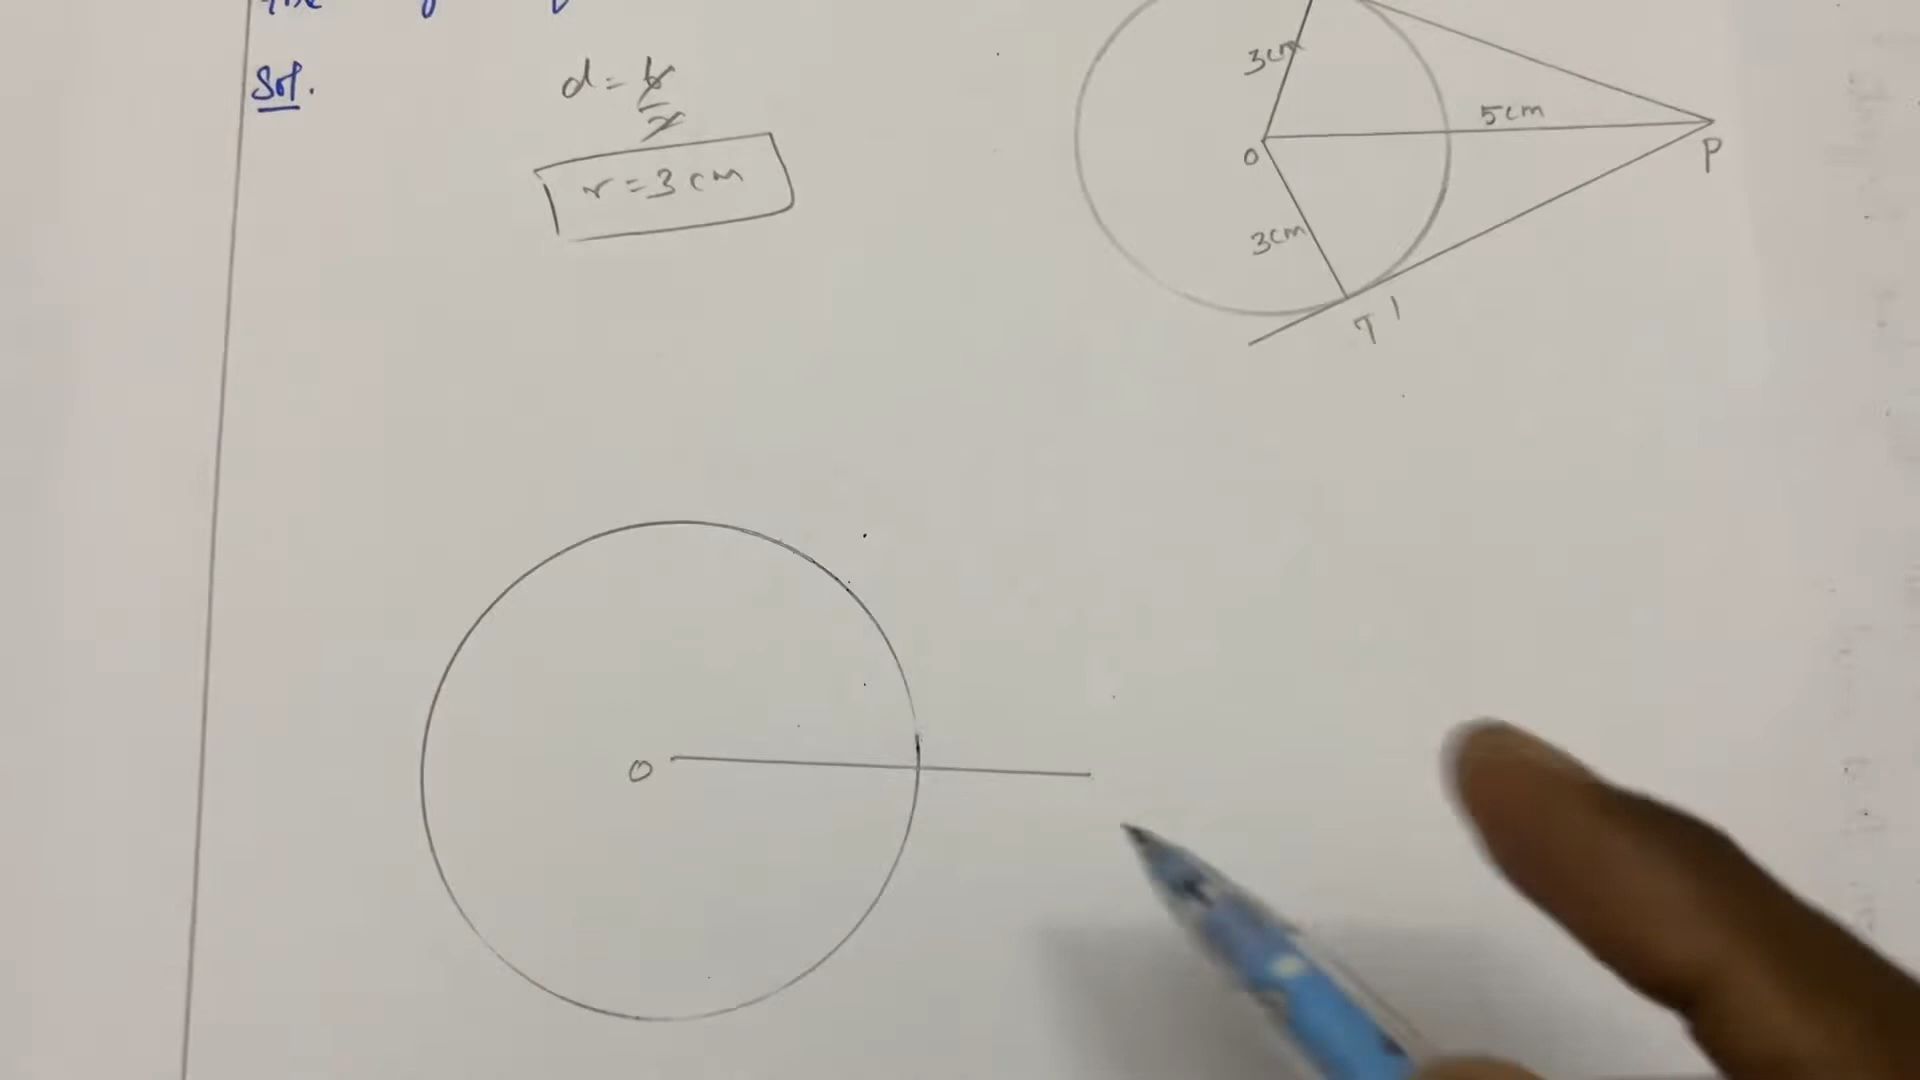 Sol.
d = 6/2
r = 3 cm
3cm
5cm
O
P
3cm
T'
O